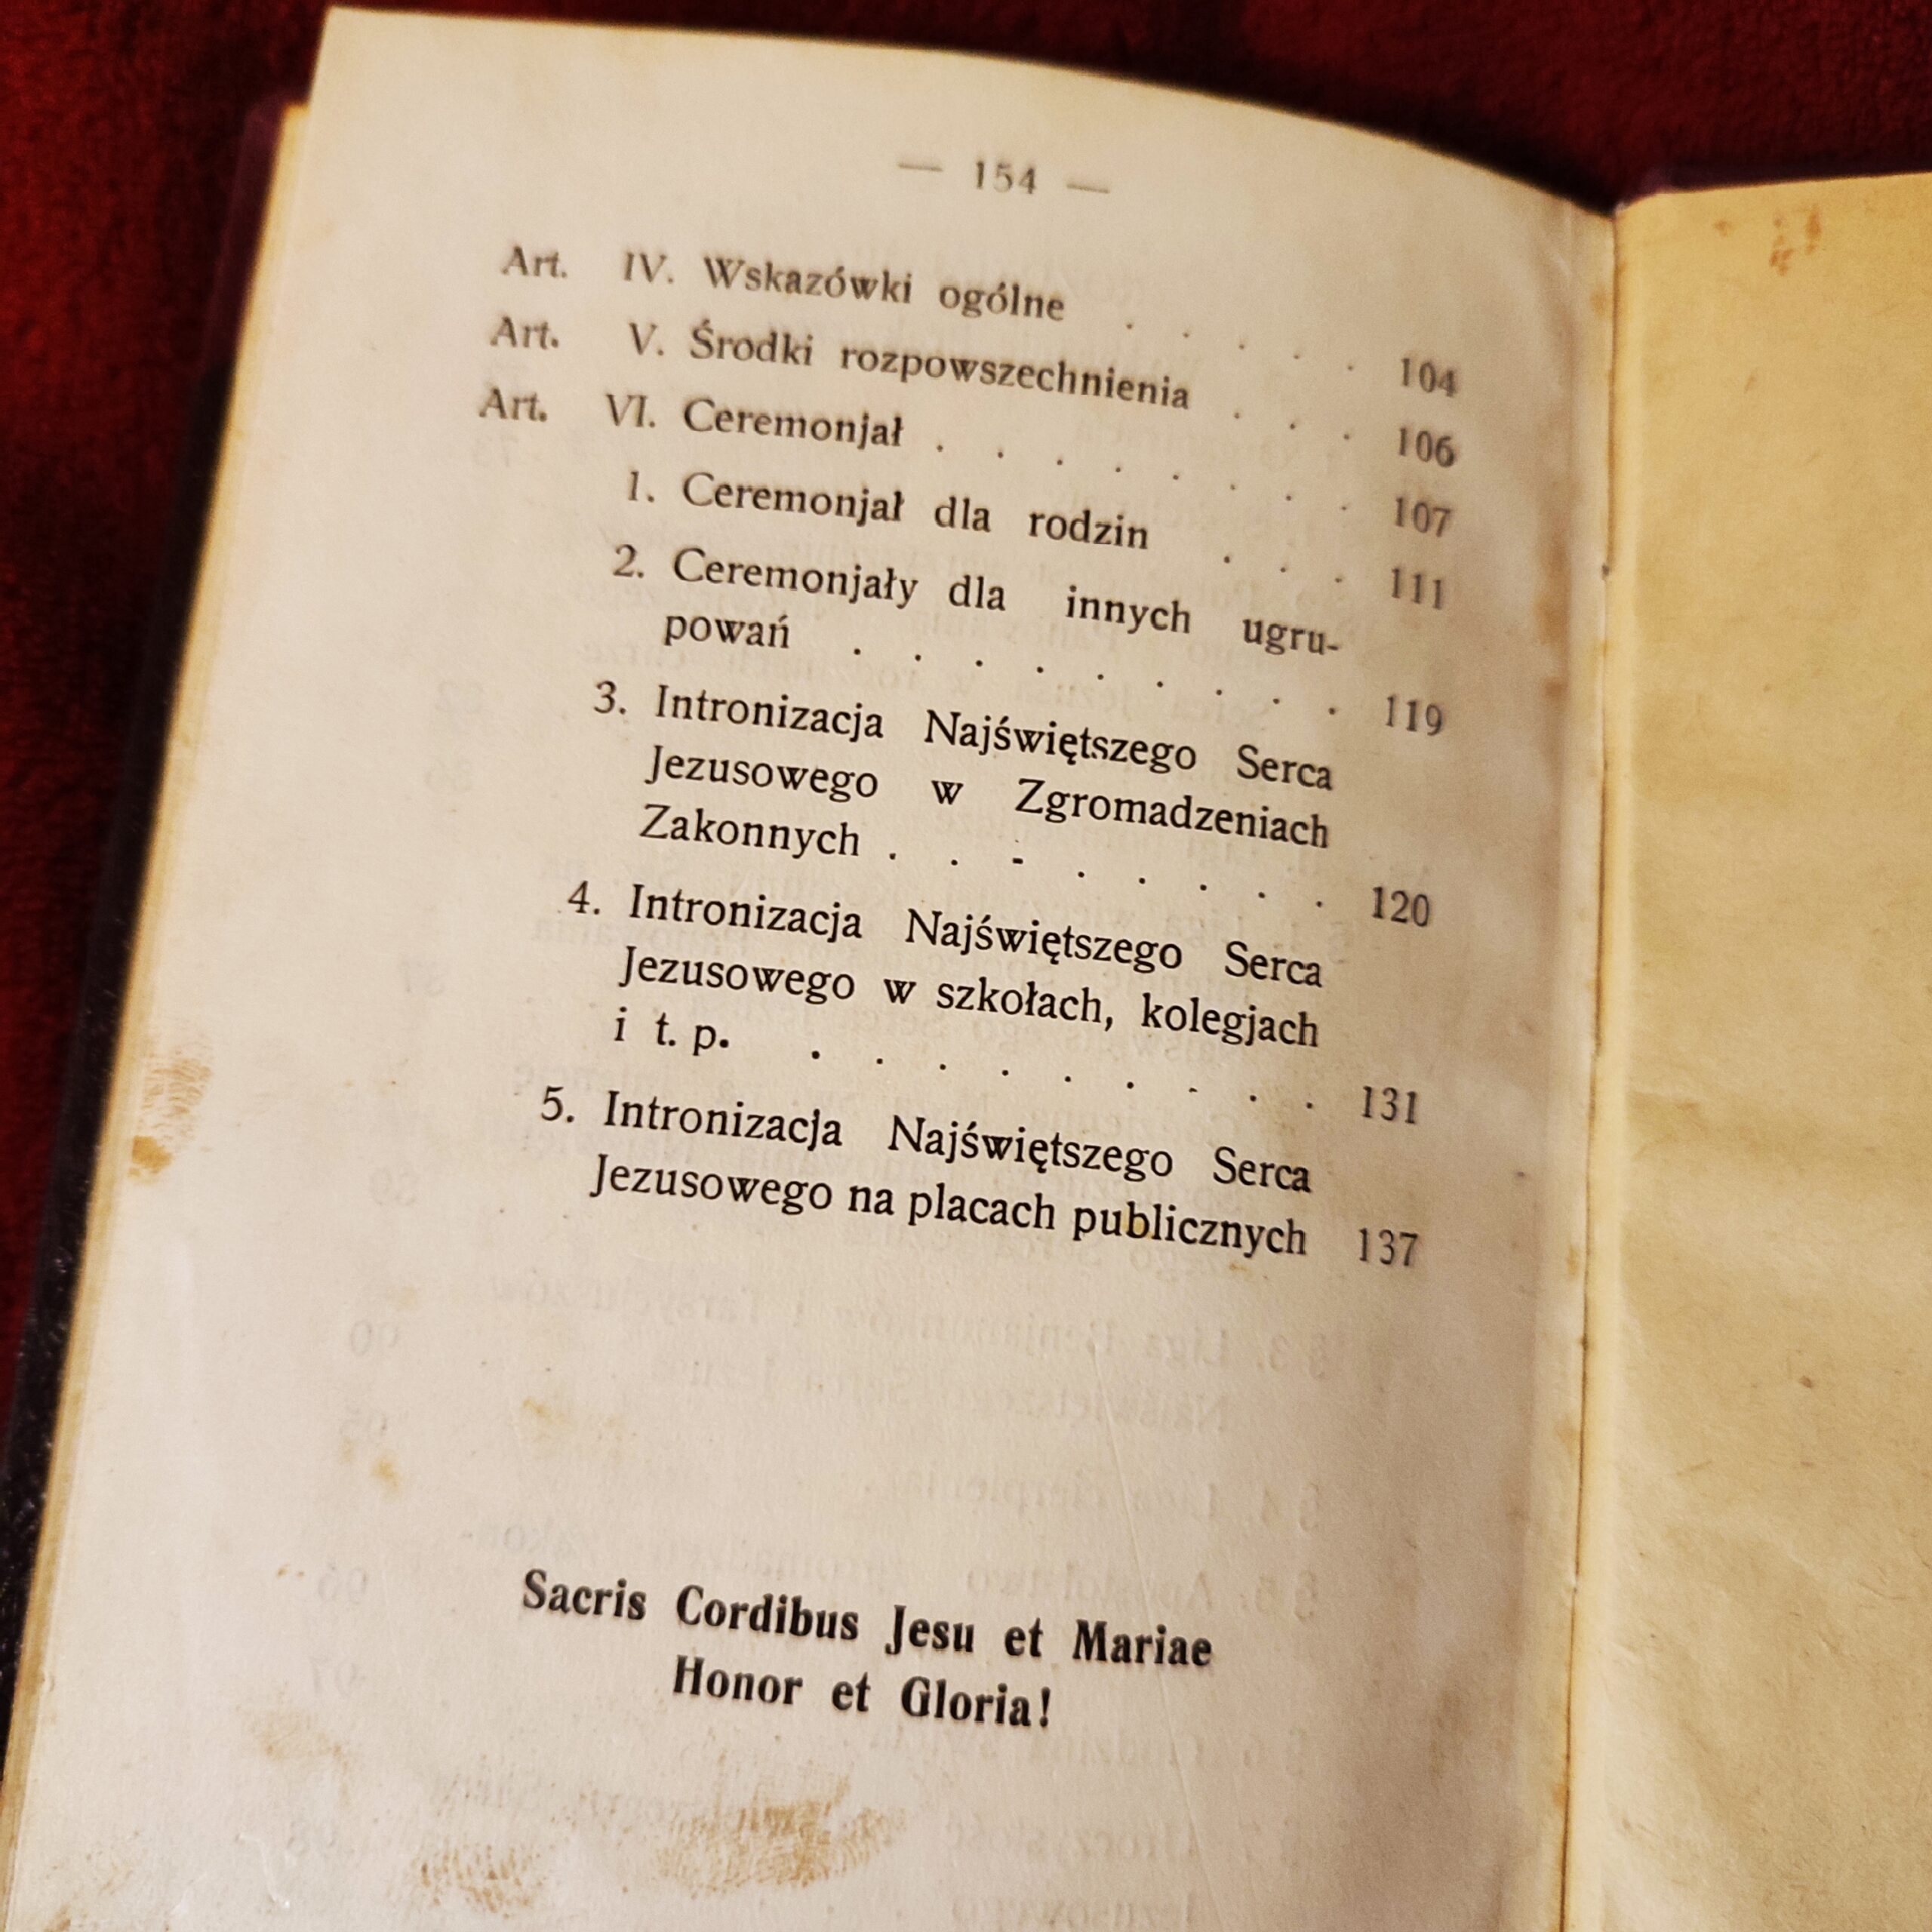 — 154 —
Art. IV. Wskazówki ogólne . . . . . 104
Art. V. Środki rozpowszechnienia . . . 106
Art. VI. Ceremonjał . . . . . . . . 107
1. Ceremonjał dla rodzin . . . 111
2. Ceremonjały dla innych ugru-
powań . . . . . . . . . 119
3. Intronizacja Najświętszego Serca
Jezusowego w Zgromadzeniach
Zakonnych . . - . . . . . 120
4. Intronizacja Najświętszego Serca
Jezusowego w szkołach, kolegjach
i t. p. . . . . . . . . . 131
5. Intronizacja Najświętszego Serca
Jezusowego na placach publicznych 137
Sacris Cordibus Jesu et Mariae
Honor et Gloria!